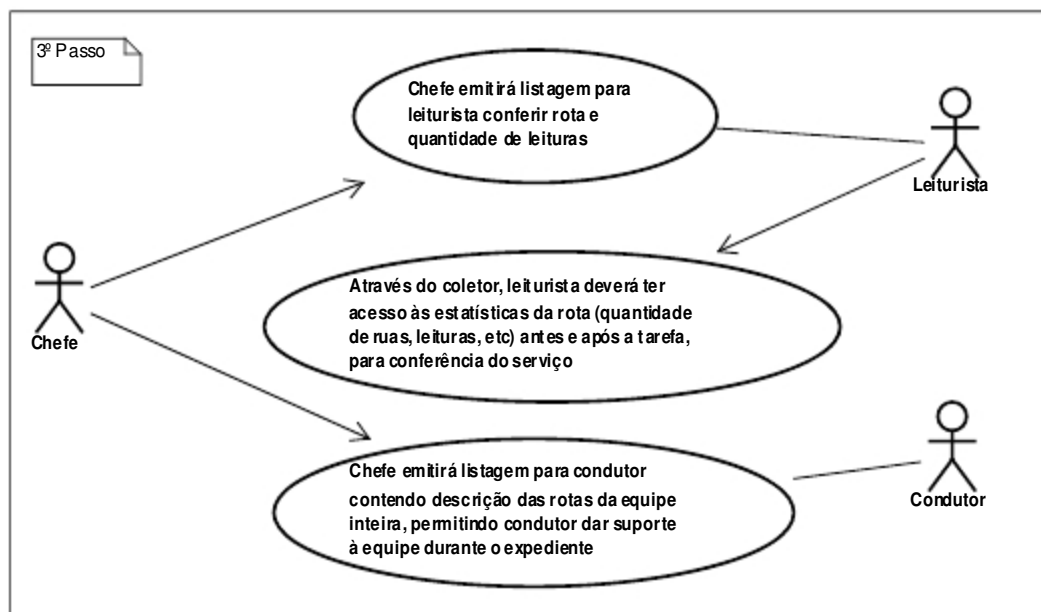 3º Passo
Chefe emitirá listagem para
leiturista conferir rota e
quantidade de leituras
Leiturista
Através do coletor, leiturista deverá ter
acesso às estatísticas da rota (quantidade
de ruas, leituras, etc) antes e após a tarefa,
para conferência do serviço
Chefe
Chefe emitirá listagem para condutor
contendo descrição das rotas da equipe
inteira, permitindo condutor dar suporte
à equipe durante o expediente
Condutor